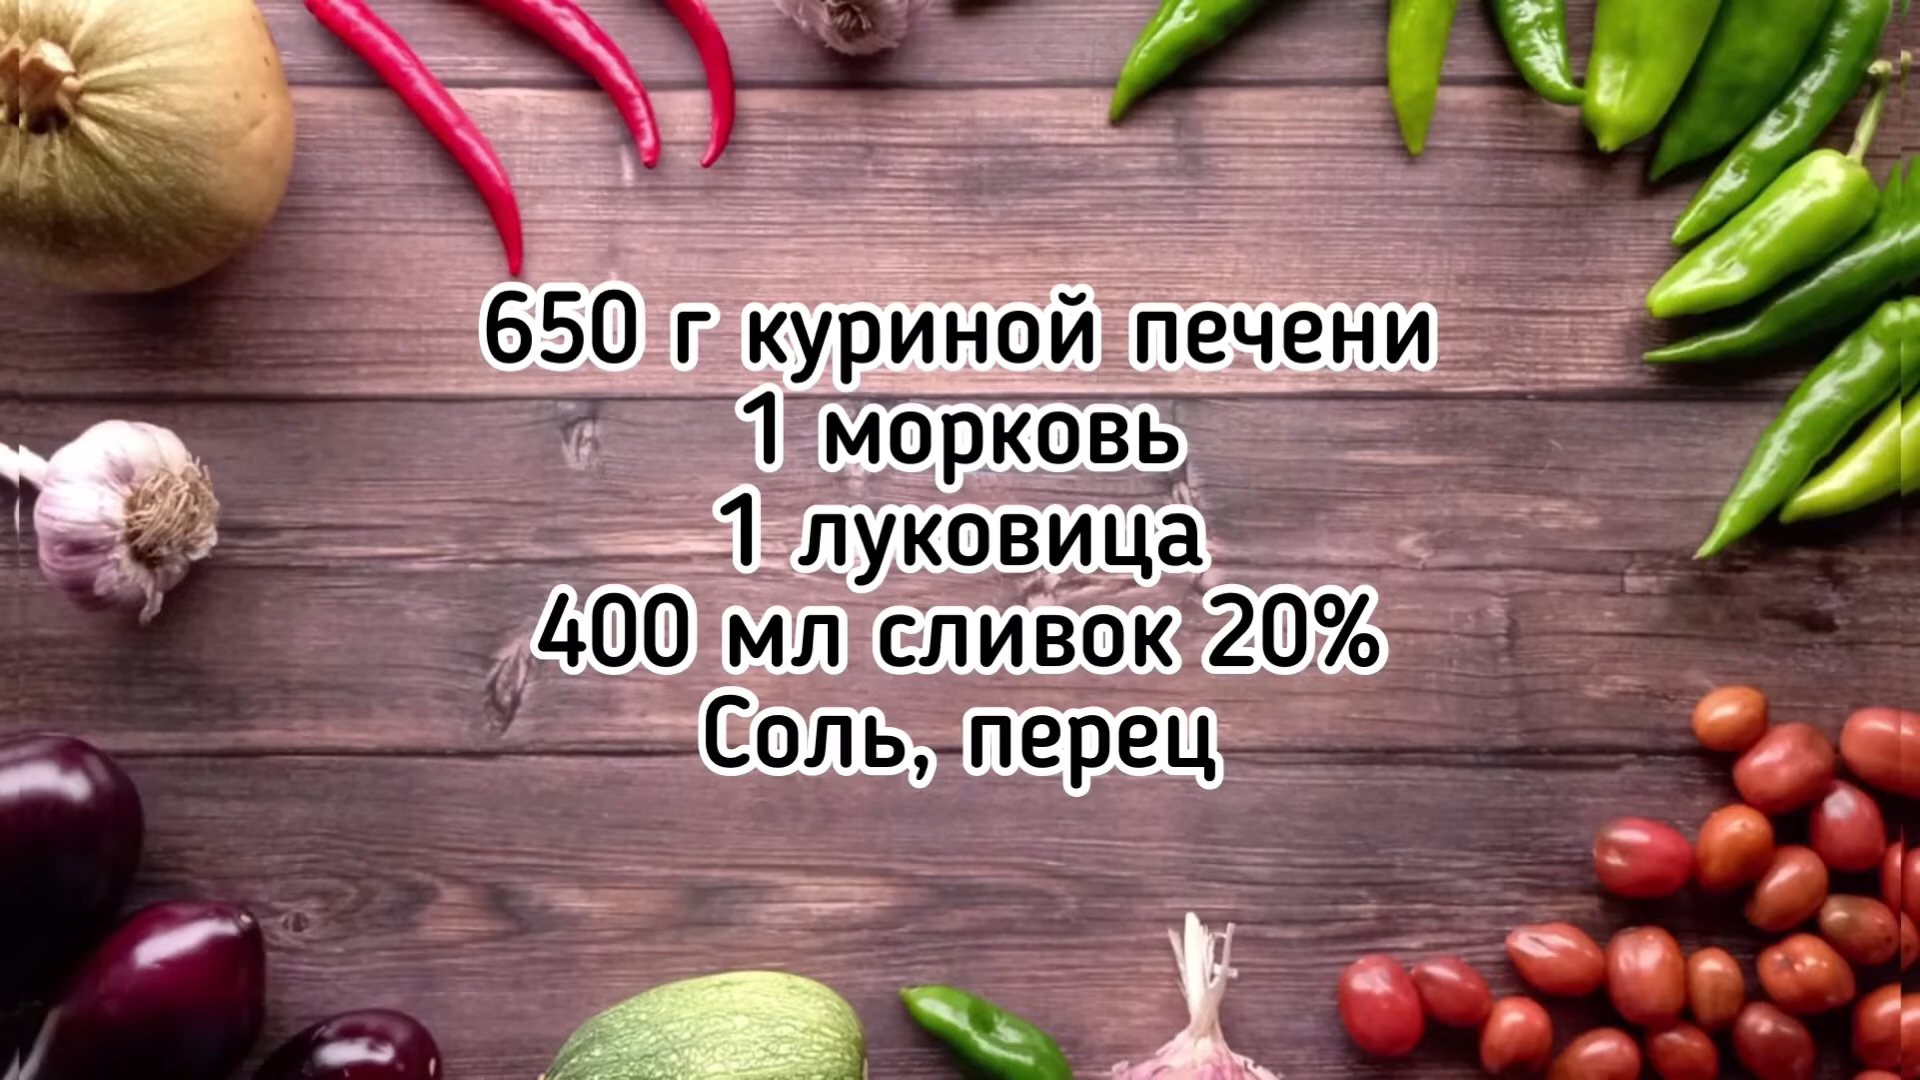 650 г куриной печени
1 морковь
1 луковица
400 мл сливок 20%
Соль, перец